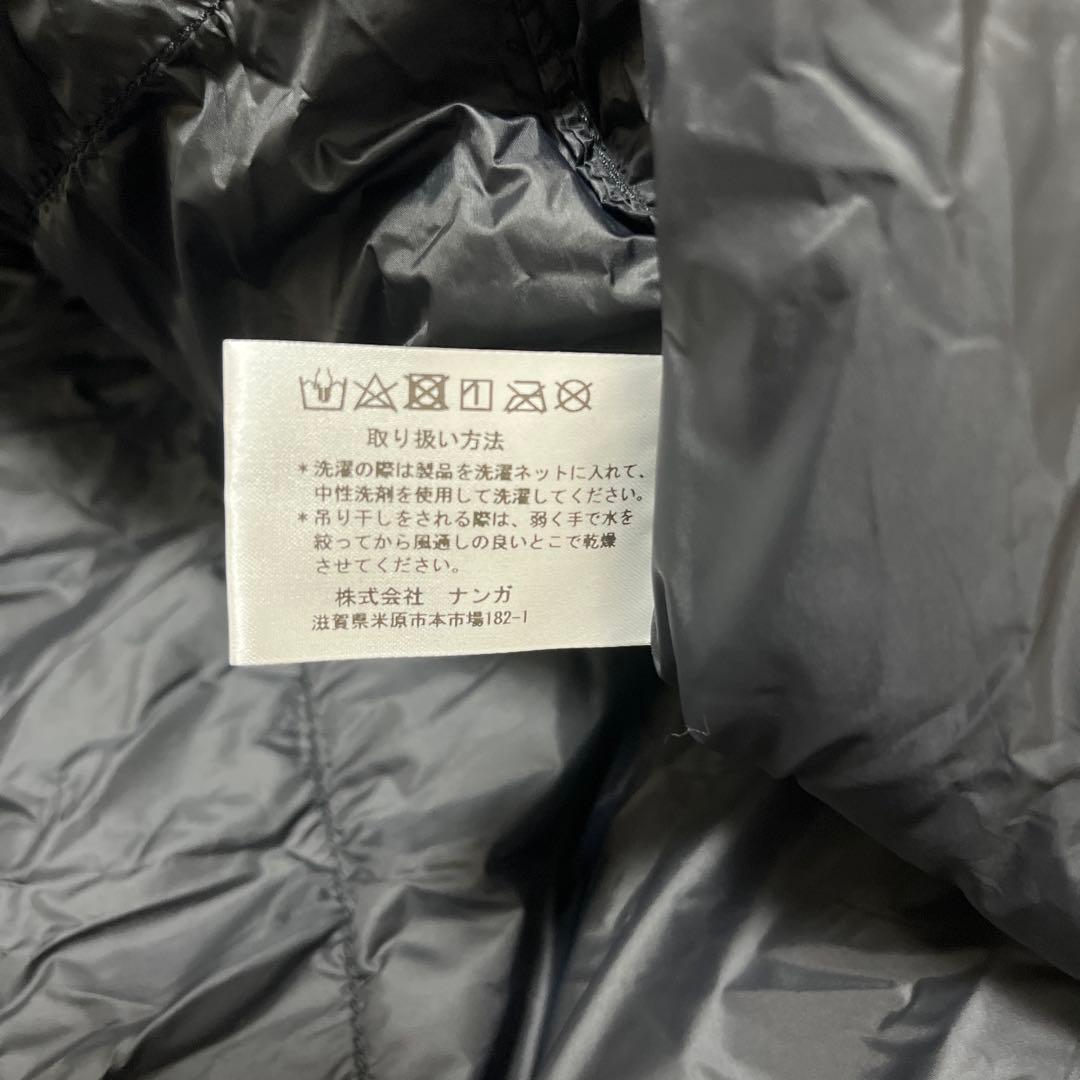 取り扱い方法
*洗濯の際は製品を洗濯ネットに入れて、
中性洗剤を使用して洗濯してください。
*吊り干しをされる際は、弱く手で水を
絞ってから風通しの良いとこで乾燥
させてください。
株式会社 ナンガ
滋賀県米原市本市場182-1